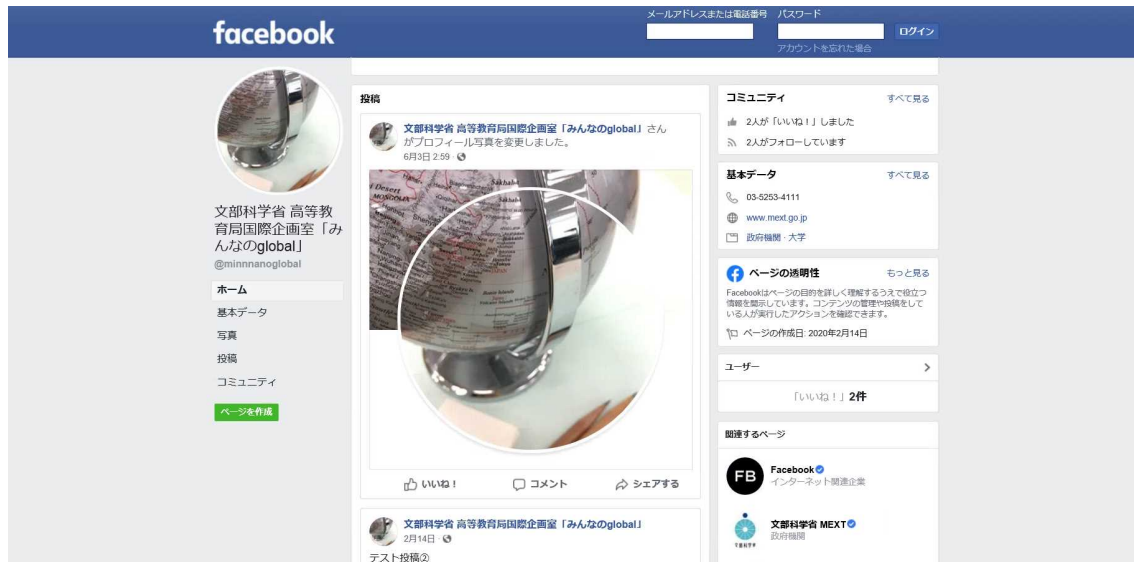 facebook
メールアドレスまたは電話番号
パスワード
ログイン
アカウントを忘れた場合
文部科学省 高等教
育局国際企画室「み
んなのglobal」
@minnnanoglobal
ホーム
基本データ
写真
投稿
コミュニティ
ページを作成
投稿
文部科学省 高等教育局国際企画室「みんなのglobal」さん
がプロフィール写真を変更しました。
6月3日 2:59 ·
Desert
MONGOLIA
Sakhalin
いいね！
コメント
シェアする
文部科学省 高等教育局国際企画室「みんなのglobal」
2月14日 ·
テスト投稿②
コミュニティ
すべて見る
2人が「いいね！」しました
2人がフォローしています
基本データ
すべて見る
03-5253-4111
www.mext.go.jp
政府機関 · 大学
ページの透明性
もっと見る
Facebookはページの目的を詳しく理解するうえで役立つ
情報を開示しています。コンテンツの管理や投稿をして
いる人が実行したアクションを確認できます。
ページの作成日: 2020年2月14日
ユーザー
「いいね！」2件
関連するページ
FB
Facebook
インターネット関連企業
文部科学省
文部科学省 MEXT
政府機関